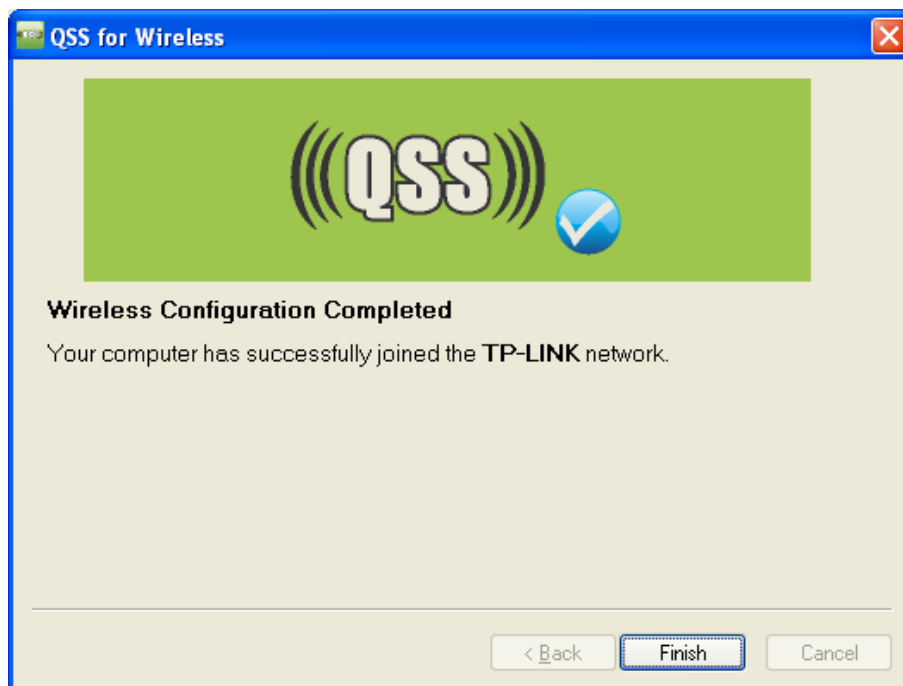 QSS for Wireless
(((QSS)))
Wireless Configuration Completed
Your computer has successfully joined the TP-LINK network.
< Back Finish Cancel